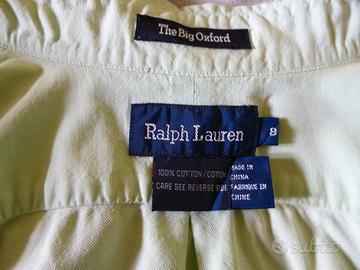 The Big Oxford
Ralph Lauren
8
100% COTTON/COTON
CARE SEE REVERSE SIDE
MADE IN
CHINA
FABRIQUE EN
CHINE
subito